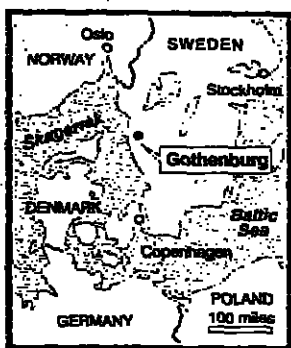 Oslo
SWEDEN
NORWAY
Stockholm
Skagerrak
Gothenburg
DENMARK
Baltic
Sea
Copenhagen
POLAND
GERMANY
100 miles